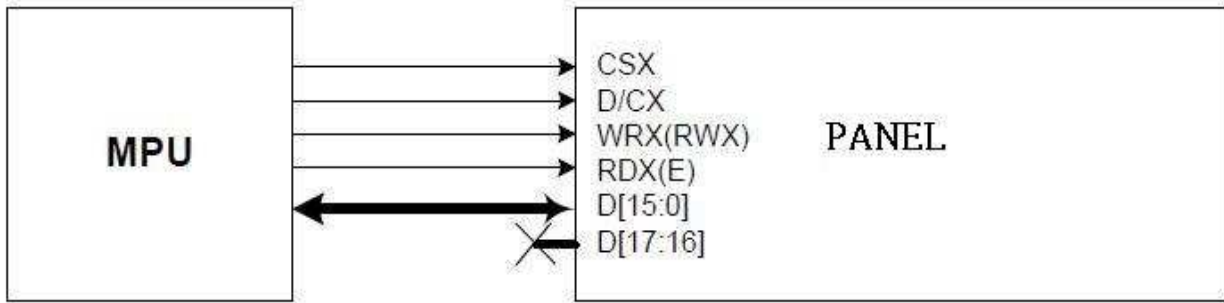 MPU
CSX
D/CX
WRX(RWX)
RDX(E)
D[15:0]
D[17:16]
PANEL